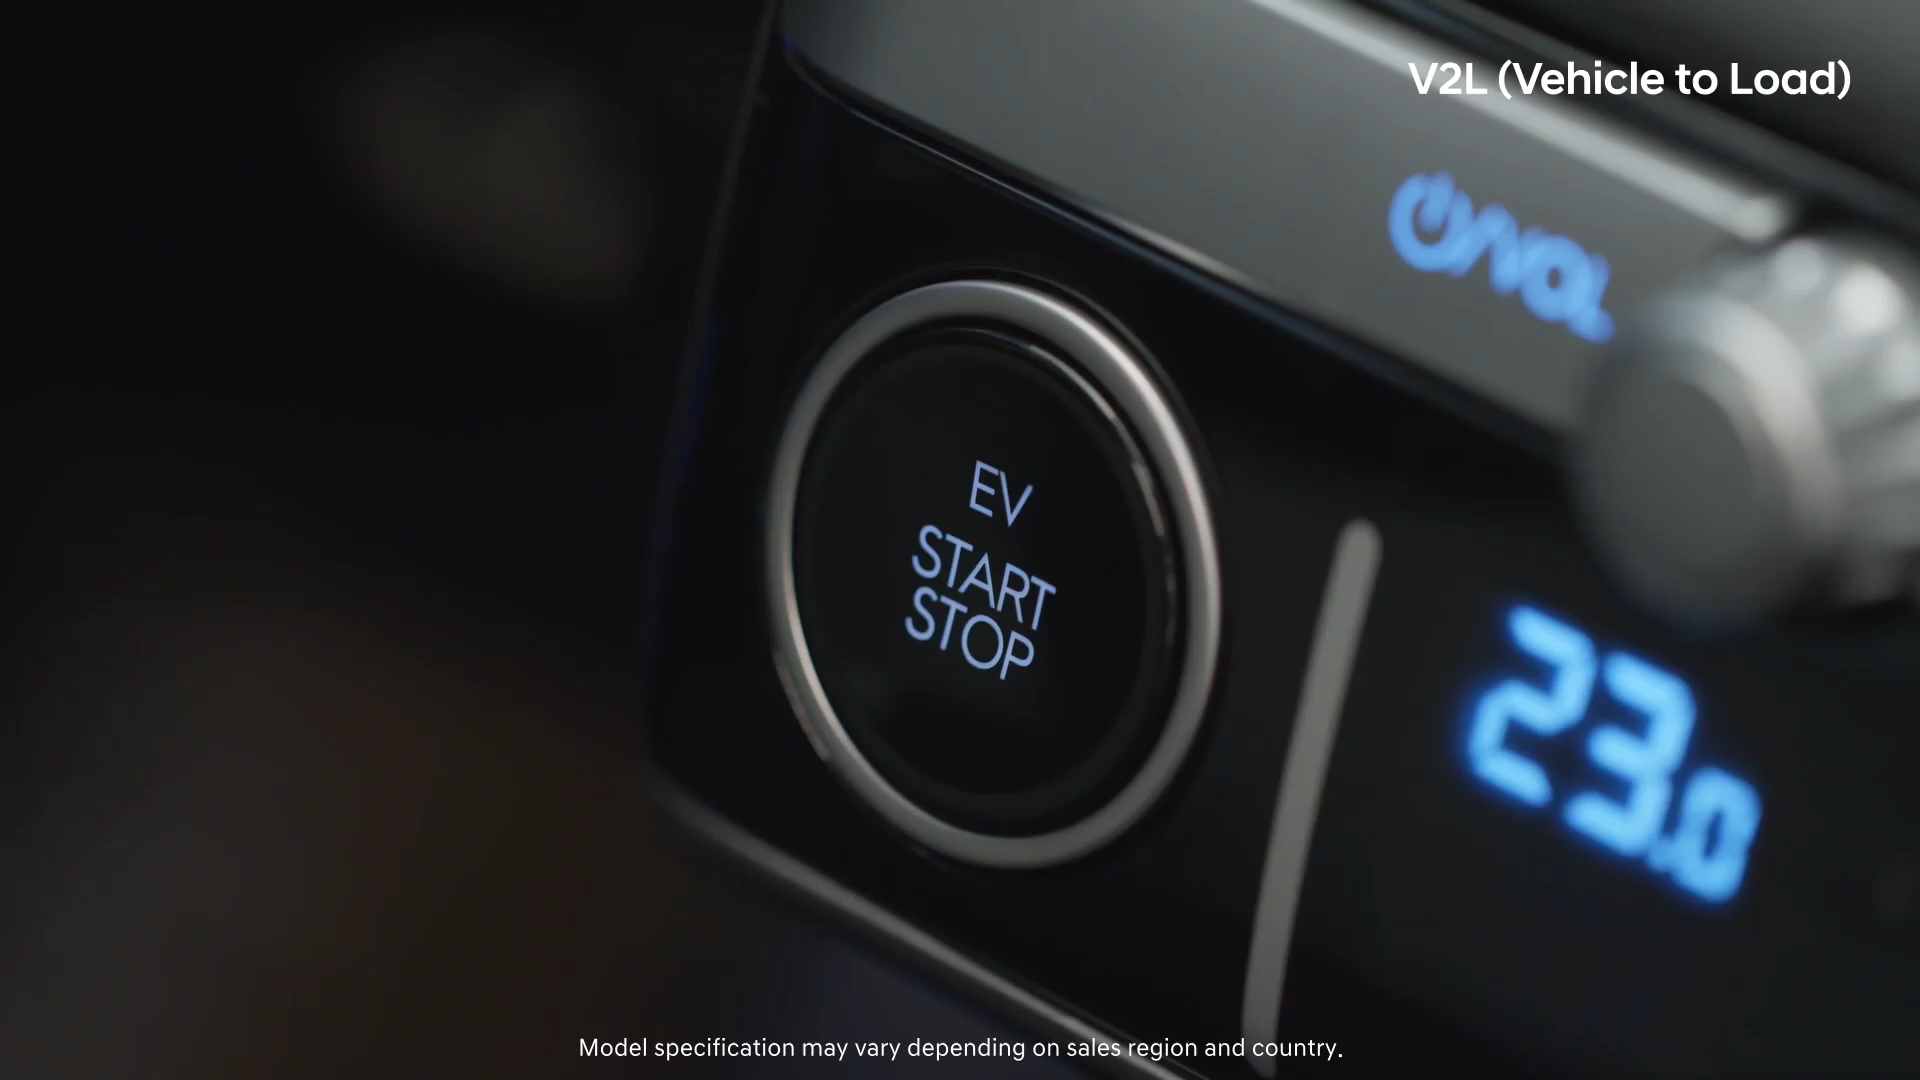 V2L (Vehicle to Load)
⏻/VOL
EV
START
STOP
23.0
Model specification may vary depending on sales region and country.